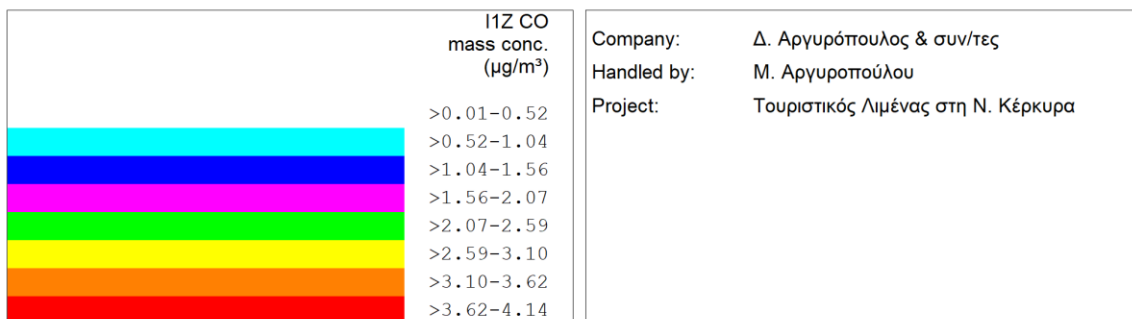 I1Z CO
mass conc.
(µg/m³)
>0.01-0.52
>0.52-1.04
>1.04-1.56
>1.56-2.07
>2.07-2.59
>2.59-3.10
>3.10-3.62
>3.62-4.14
Company: Δ. Αργυρόπουλος & συν/τες
Handled by: Μ. Αργυροπούλου
Project: Τουριστικός Λιμένας στη Ν. Κέρκυρα